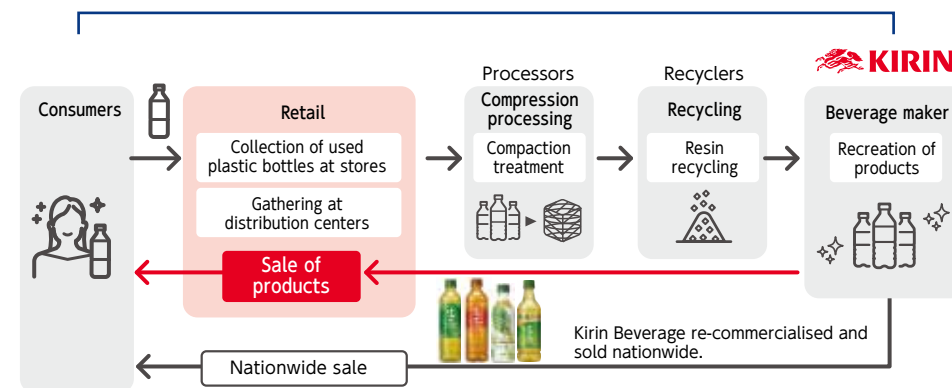 KIRIN
Processors
Recyclers
Consumers
Retail
Compression
processing
Recycling
Beverage maker
Collection of used
plastic bottles at stores
Compaction
treatment
Resin
recycling
Recreation of
products
Gathering at
distribution centers
Sale of
products
Kirin Beverage re-commercialised and
sold nationwide.
Nationwide sale